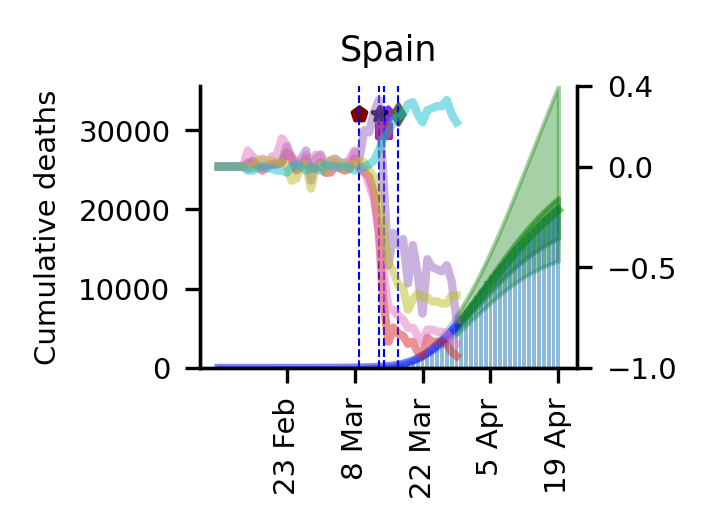 Spain
Cumulative deaths
30000
20000
10000
0
0.4
0.0
−0.5
−1.0
23 Feb
8 Mar
22 Mar
5 Apr
19 Apr